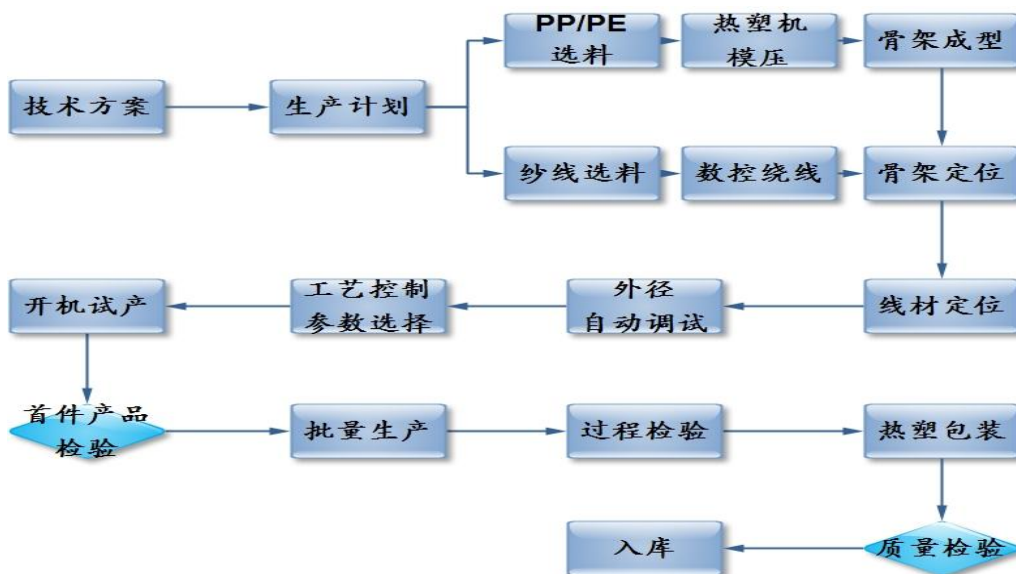 PP/PE
选料
热塑机
模压
骨架成型
技术方案
生产计划
纱线选料
数控绕线
骨架定位
开机试产
工艺控制
参数选择
外径
自动调试
线材定位
首件产品
检验
批量生产
过程检验
热塑包装
入库
质量检验